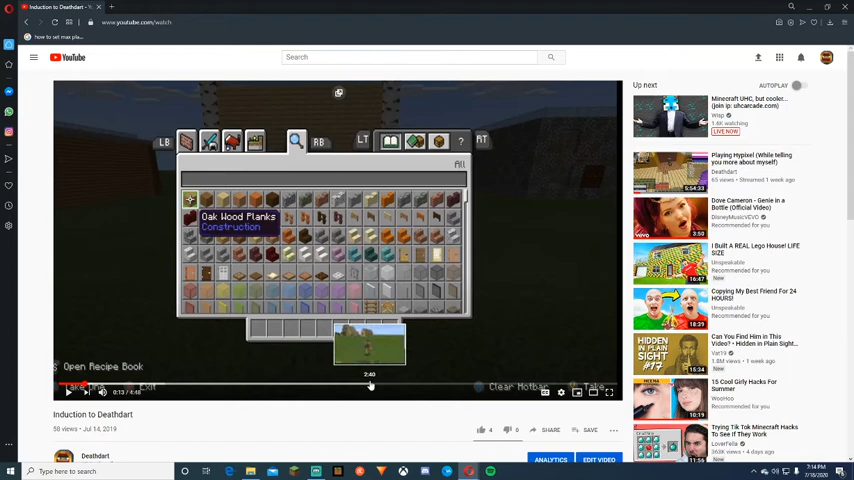 Induction to Deathdart -
www.youtube.com/watch
how to set max pla...
YouTube
Search
Up next
AUTOPLAY
Minecraft UHC, but cooler...
(join ip: uhcarcade.com)
Wisp
1.6K watching
LIVE NOW
Playing Hypixel (While telling
you more about myself)
Deathdart
65 views • Streamed 1 week ago
5:54:33
Dove Cameron - Genie in a
Bottle (Official Video)
DisneyMusicVEVO
Recommended for you
3:50
I Built A REAL Lego House! LIFE
SIZE
Unspeakable
Recommended for you
New
16:47
Copying My Best Friend For 24
HOURS!
Unspeakable
Recommended for you
18:39
Can You Find Him in This
Video? • Hidden in Plain Sight
#17
Vat19
1 week ago
HIDDEN IN
PLAIN SIGHT
15:34
15 Cool Girly Hacks For
Summer
WooHoo
Recommended for you
Trying Tik Tok Minecraft Hacks
To See If They Work
LoverFella
363K views • 4 days ago
11:56
LB
RB
LT
RT
?
All
Oak Wood Planks
Construction
Open Recipe Book
Take One
Exit
Clear Hotbar
Take
2:40
0:13 / 4:48
Induction to Deathdart
58 views • Jul 14, 2019
4
0
SHARE
SAVE
Deathdart
ANALYTICS
EDIT VIDEO
Type here to search
7:14 PM
7/18/2020